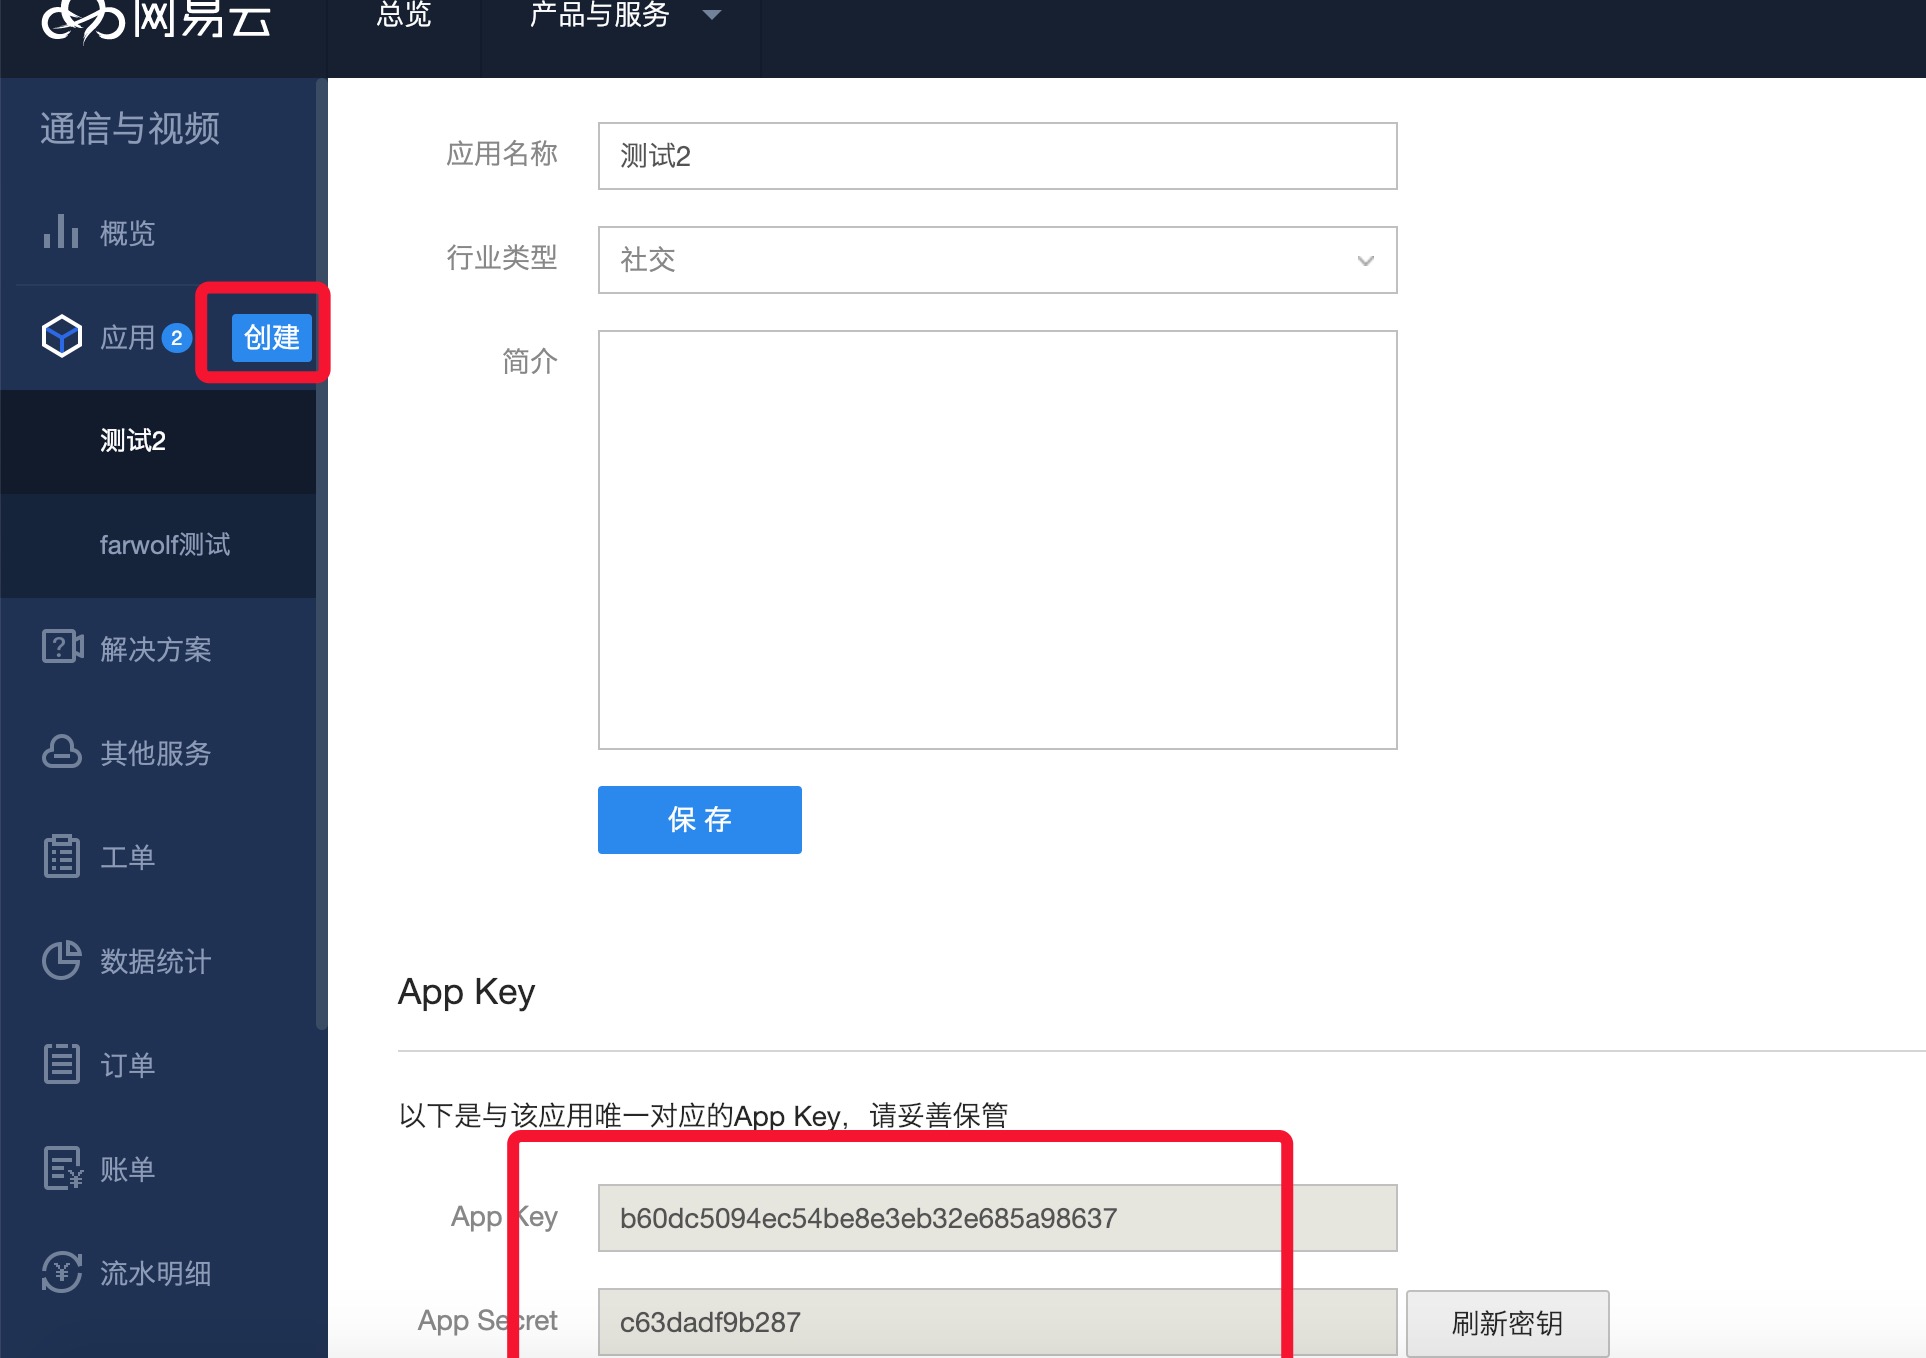 网易云
总览
产品与服务
通信与视频
概览
应用 2 创建
测试2
farwolf测试
解决方案
其他服务
工单
数据统计
订单
账单
流水明细
应用名称 测试2
行业类型 社交
简介
保 存
App Key
以下是与该应用唯一对应的App Key，请妥善保管
App Key b60dc5094ec54be8e3eb32e685a98637
App Secret c63dadf9b287 刷新密钥